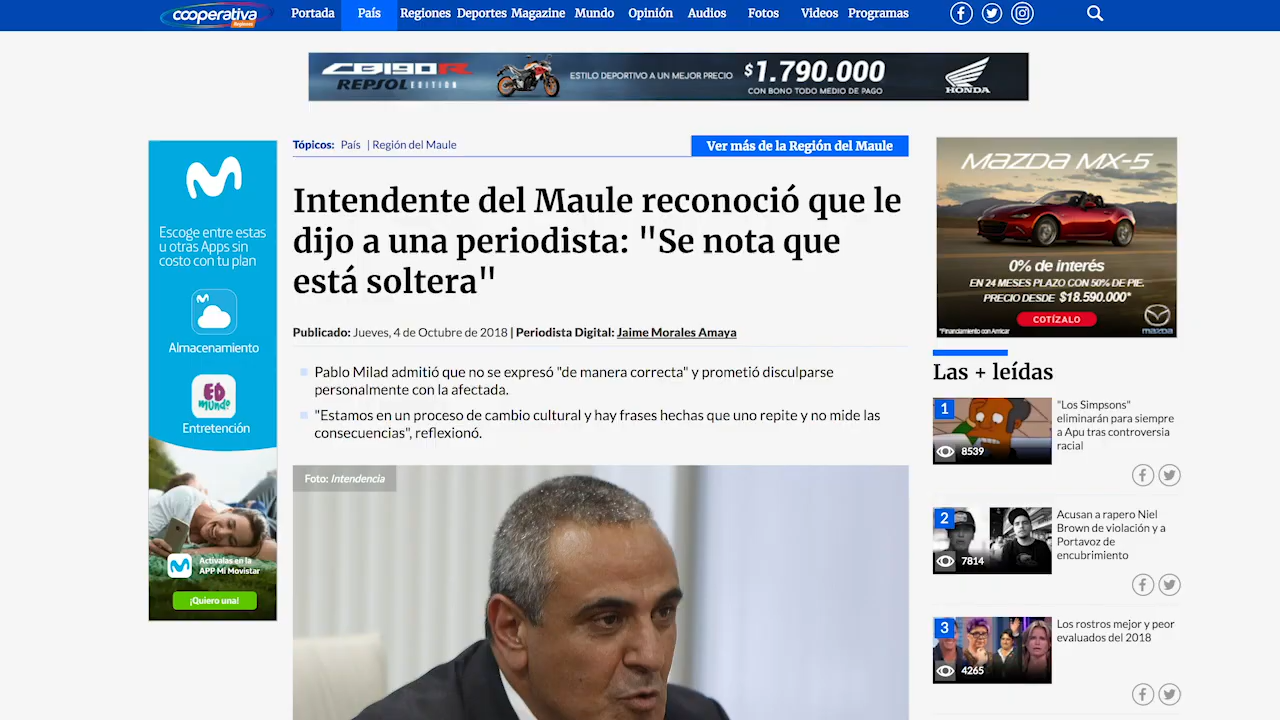 cooperativa
Regiones
Portada País Regiones Deportes Magazine Mundo Opinión Audios Fotos Videos Programas
CB190R
REPSOL EDITIÓN
ESTILO DEPORTIVO A UN MEJOR PRECIO
$1.790.000
CON BONO TODO MEDIO DE PAGO
HONDA
Escoge entre estas
u otras Apps sin
costo con tu plan
Almacenamiento
ED
mundo
Entretención
Actívalas en la
APP Mi Movistar
¡Quiero una!
Tópicos: País | Región del Maule
Ver más de la Región del Maule
Intendente del Maule reconoció que le
dijo a una periodista: "Se nota que
está soltera"
Publicado: Jueves, 4 de Octubre de 2018 | Periodista Digital: Jaime Morales Amaya
Pablo Milad admitió que no se expresó "de manera correcta" y prometió disculparse
personalmente con la afectada.
"Estamos en un proceso de cambio cultural y hay frases hechas que uno repite y no mide las
consecuencias", reflexionó.
Foto: Intendencia
MAZDA MX-5
0% de interés
EN 24 MESES PLAZO CON 50% DE PIE.
PRECIO DESDE $18.590.000*
COTÍZALO
*Financiamiento con Amicar
mazda
Las + leídas
1
8539
"Los Simpsons"
eliminarán para siempre
a Apu tras controversia
racial
2
7814
Acusan a rapero Niel
Brown de violación y a
Portavoz de
encubrimiento
3
4265
Los rostros mejor y peor
evaluados del 2018